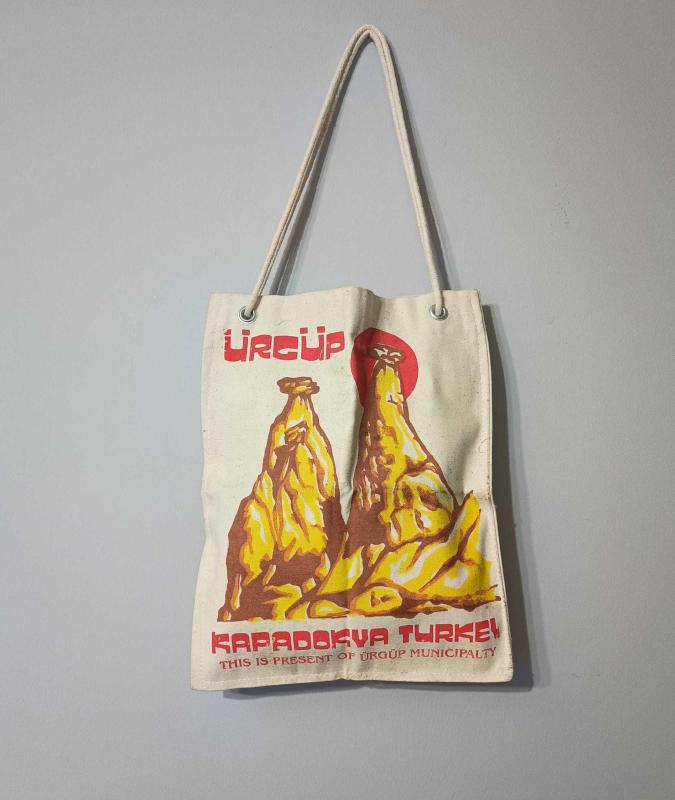 ÜRGÜP
KAPADOKYA TURKEY
THIS IS PRESENT OF ÜRGÜP MUNICIPALTY